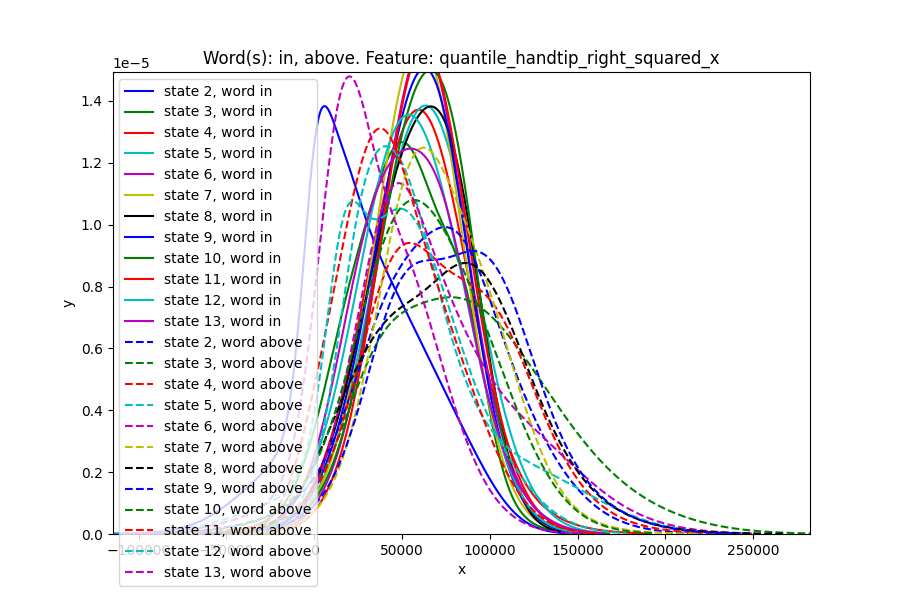 Word(s): in, above. Feature: quantile_handtip_right_squared_x
1e−5
1.4
1.2
1.0
0.8
0.6
0.4
0.2
0.0
y
state 2, word in
state 3, word in
state 4, word in
state 5, word in
state 6, word in
state 7, word in
state 8, word in
state 9, word in
state 10, word in
state 11, word in
state 12, word in
state 13, word in
state 2, word above
state 3, word above
state 4, word above
state 5, word above
state 6, word above
state 7, word above
state 8, word above
state 9, word above
state 10, word above
state 11, word above
state 12, word above
state 13, word above
−100000 −50000 0 50000 100000 150000 200000 250000
x